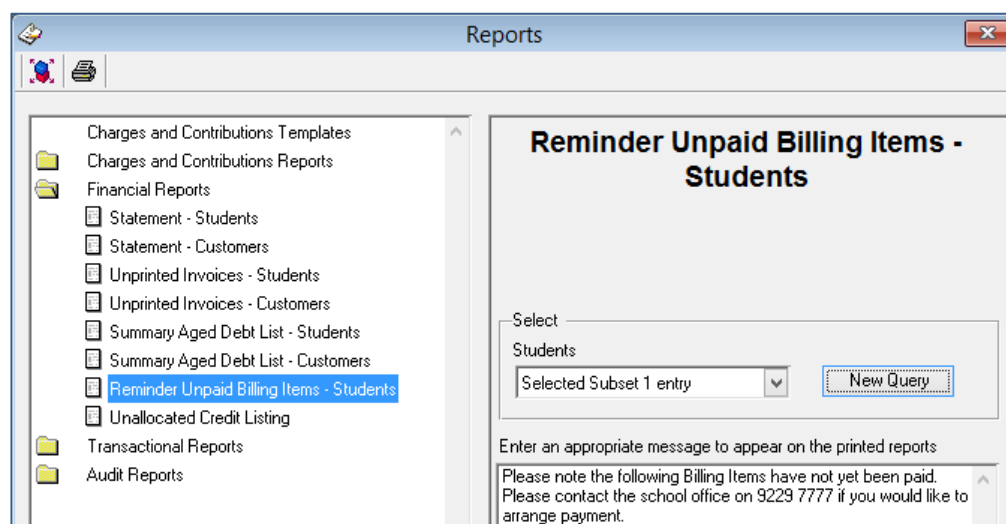 Reports
Charges and Contributions Templates
Charges and Contributions Reports
Financial Reports
Statement - Students
Statement - Customers
Unprinted Invoices - Students
Unprinted Invoices - Customers
Summary Aged Debt List - Students
Summary Aged Debt List - Customers
Reminder Unpaid Billing Items - Students
Unallocated Credit Listing
Transactional Reports
Audit Reports
Reminder Unpaid Billing Items -
Students
Select
Students
Selected Subset 1 entry
New Query
Enter an appropriate message to appear on the printed reports
Please note the following Billing Items have not yet been paid.
Please contact the school office on 9229 7777 if you would like to
arrange payment.